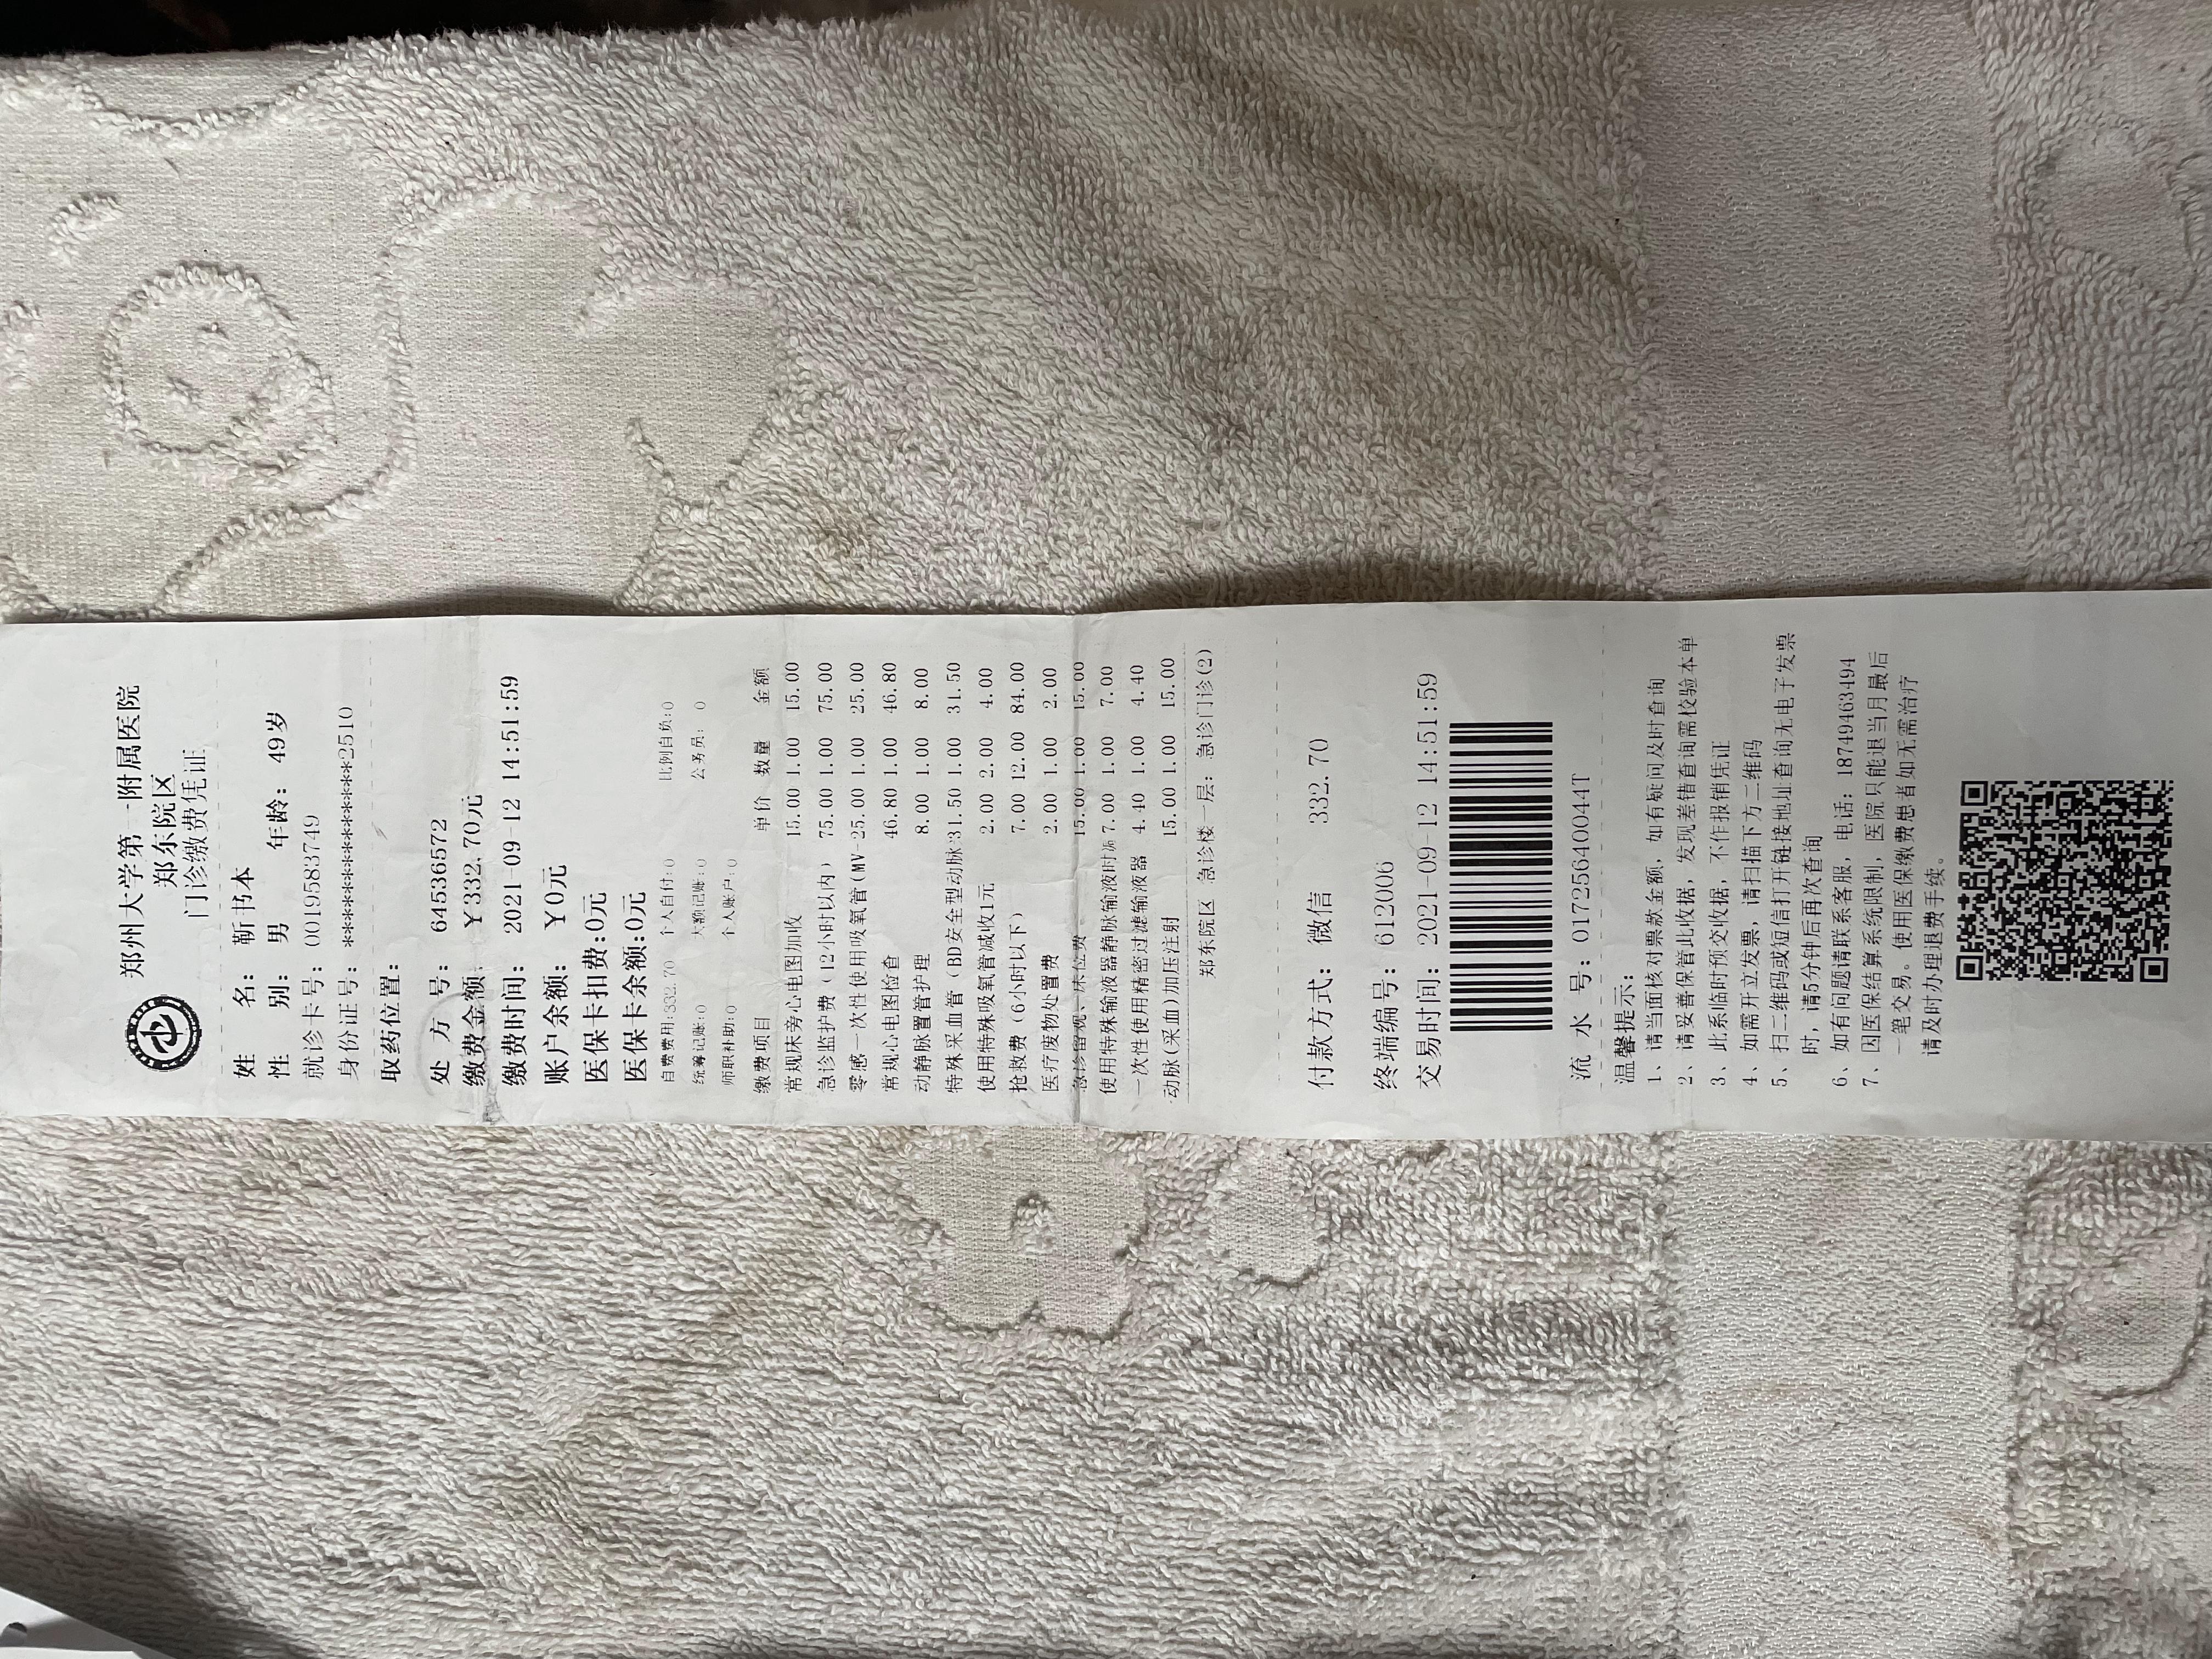 郑州大学第一附属医院
郑东院区
门诊缴费凭证
姓 名: 靳书本
性 别: 男 年龄: 49岁
就诊卡号: 0019583749
身份证号: **************2510
取药位置:
处 方 号: 64536572
缴费金额: ￥332.70元
缴费时间: 2021-09-12 14:51:59
账户余额: ￥0元
医保卡扣费:0元
医保卡余额:0元
自费费用:332.70 个人自付:0 比例自负:0
统筹记账:0 大额记账:0 公务员: 0
师职补助:0 个人账户:0
缴费项目 单价 数量 金额
常规床旁心电图加收 15.00 1.00 15.00
急诊监护费(12小时以内) 75.00 1.00 75.00
零感一次性使用吸氧管(MV- 25.00 1.00 25.00
常规心电图检查 46.80 1.00 46.80
动静脉置管护理 8.00 1.00 8.00
特殊采血管(BD安全型动脉 31.50 1.00 31.50
使用特殊吸氧管减收1元 2.00 2.00 4.00
抢救费(6小时以下) 7.00 12.00 84.00
医疗废物处置费 2.00 1.00 2.00
急诊留观 床位费 15.00 1.00 15.00
使用特殊输液器静脉输液时 7.00 1.00 7.00
一次性使用精密过滤输液器 4.40 1.00 4.40
动脉(采血)加压注射 15.00 1.00 15.00
郑东院区 急诊楼一层: 急诊门诊(2)
付款方式: 微信 332.70
终端编号: 612006
交易时间: 2021-09-12 14:51:59
流 水 号: 01725640044T
温馨提示:
1、请当面核对票款金额, 如有疑问及时查询
2、请妥善保管此收据, 发现差错查询需校验本单
3、此系临时预交收据, 不作报销凭证
4、如需开立发票, 请扫描下方二维码
5、扫二维码或短信打开链接地址查询无电子发票
时, 请5分钟后再次查询
6、如有问题请联系客服, 电话: 18749463494
7、因医保结算系统限制, 医院只能退当月最后
一笔交易。使用医保缴费患者如无需治疗
请及时办理退费手续。